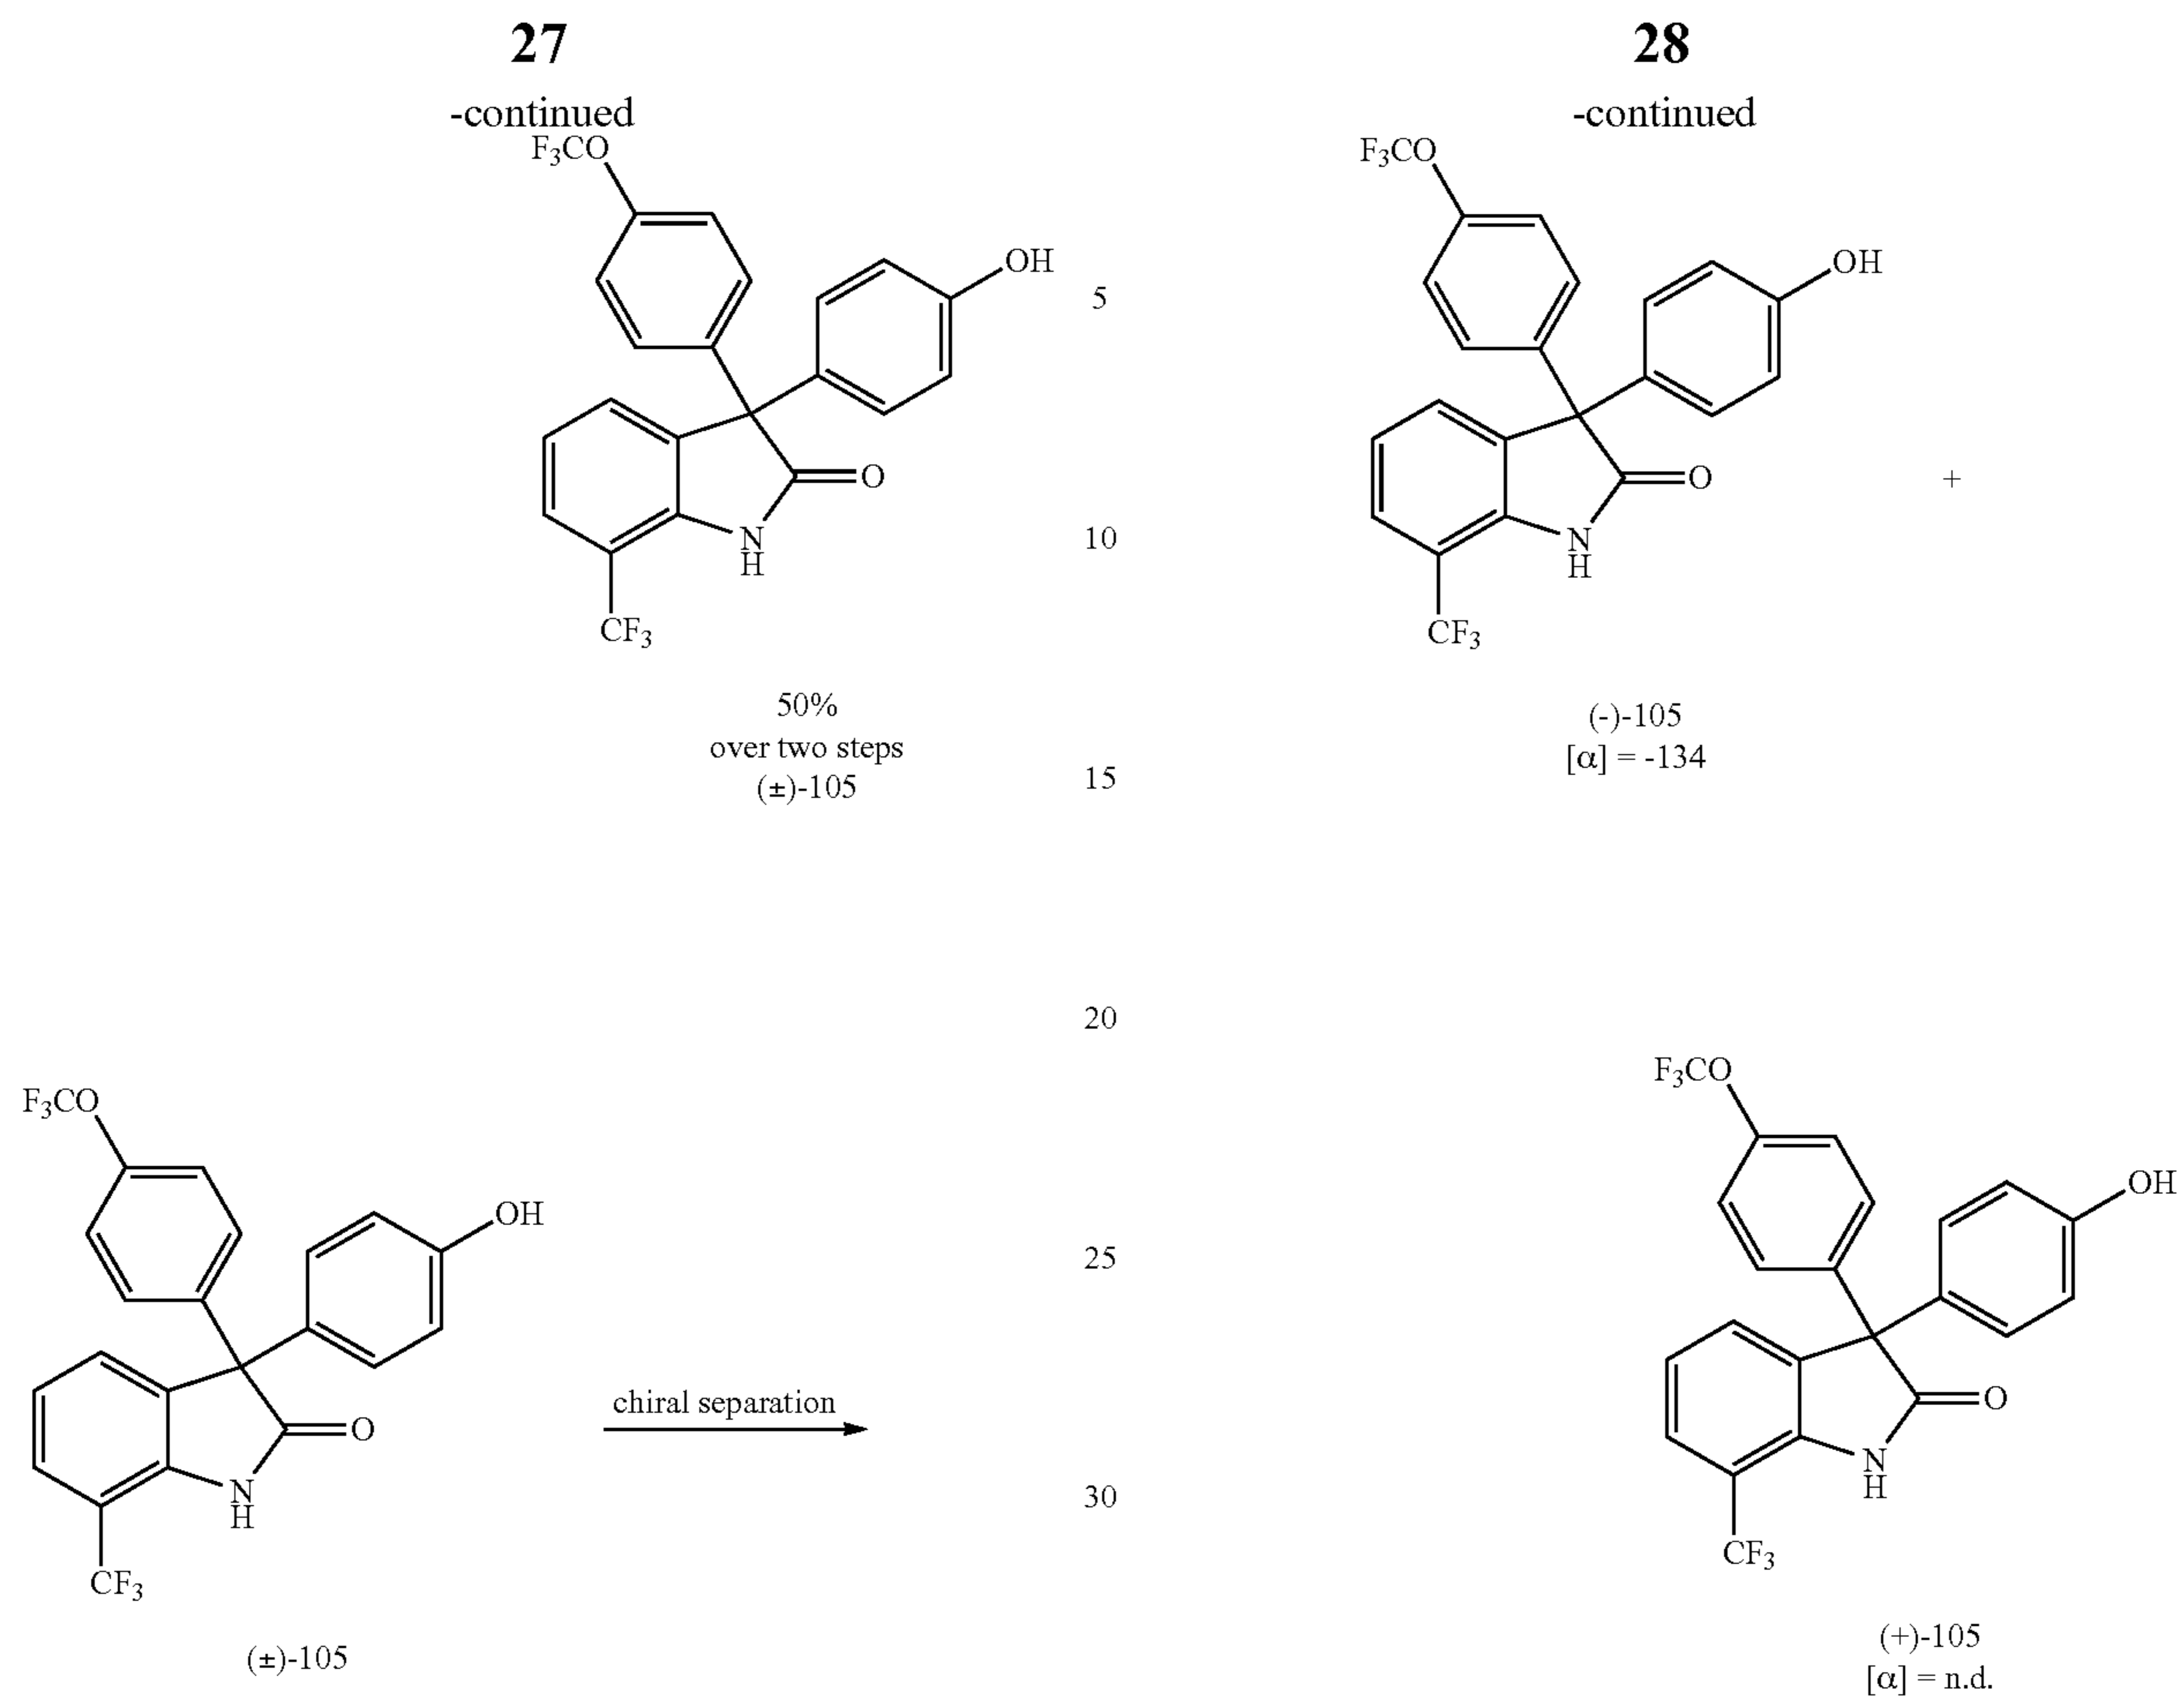 27
-continued
F₃CO
OH
O
N
H
CF₃
50%
over two steps
(±)-105
F₃CO
OH
O
N
H
CF₃
chiral separation
(±)-105
5
10
15
20
25
30
28
-continued
F₃CO
OH
O
N
H
CF₃
+
(-)-105
[α] = -134
F₃CO
OH
O
N
H
CF₃
(+)-105
[α] = n.d.